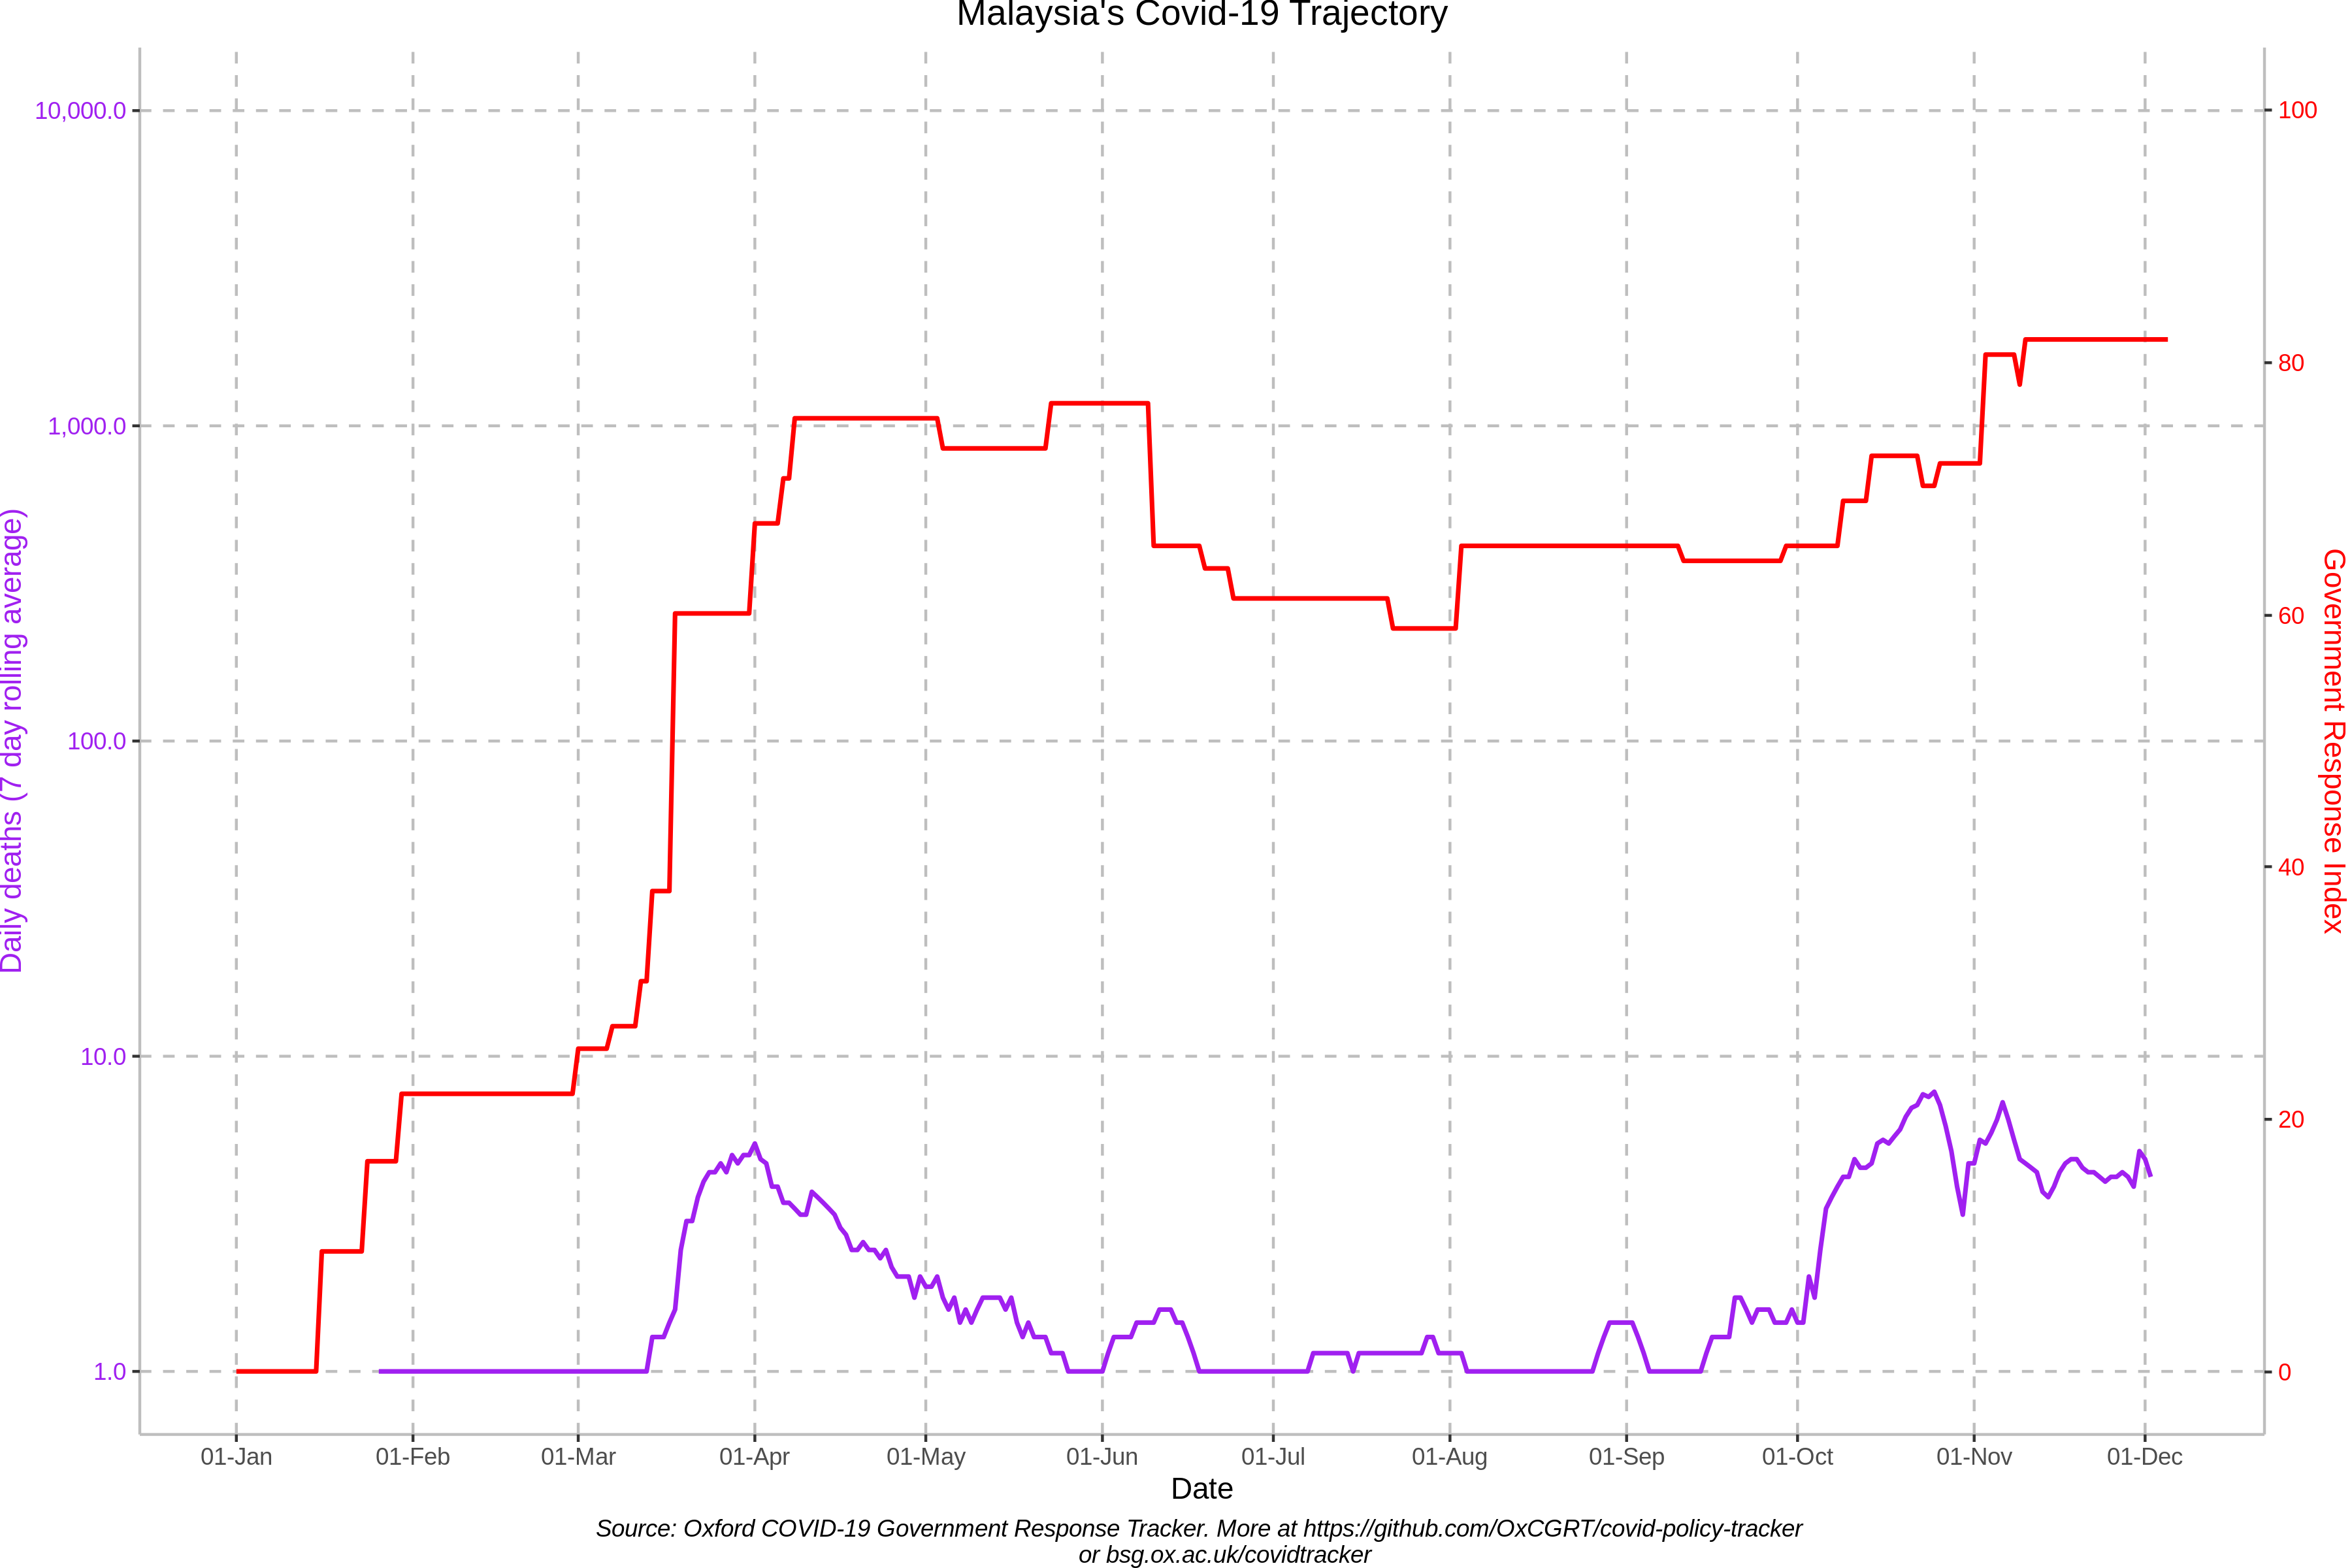 Malaysia's Covid-19 Trajectory
10,000.0
1,000.0
100.0
10.0
1.0
Daily deaths (7 day rolling average)
100
80
60
40
20
0
Government Response Index
01-Jan
01-Feb
01-Mar
01-Apr
01-May
01-Jun
01-Jul
01-Aug
01-Sep
01-Oct
01-Nov
01-Dec
Date
Source: Oxford COVID-19 Government Response Tracker. More at https://github.com/OxCGRT/covid-policy-tracker
or bsg.ox.ac.uk/covidtracker